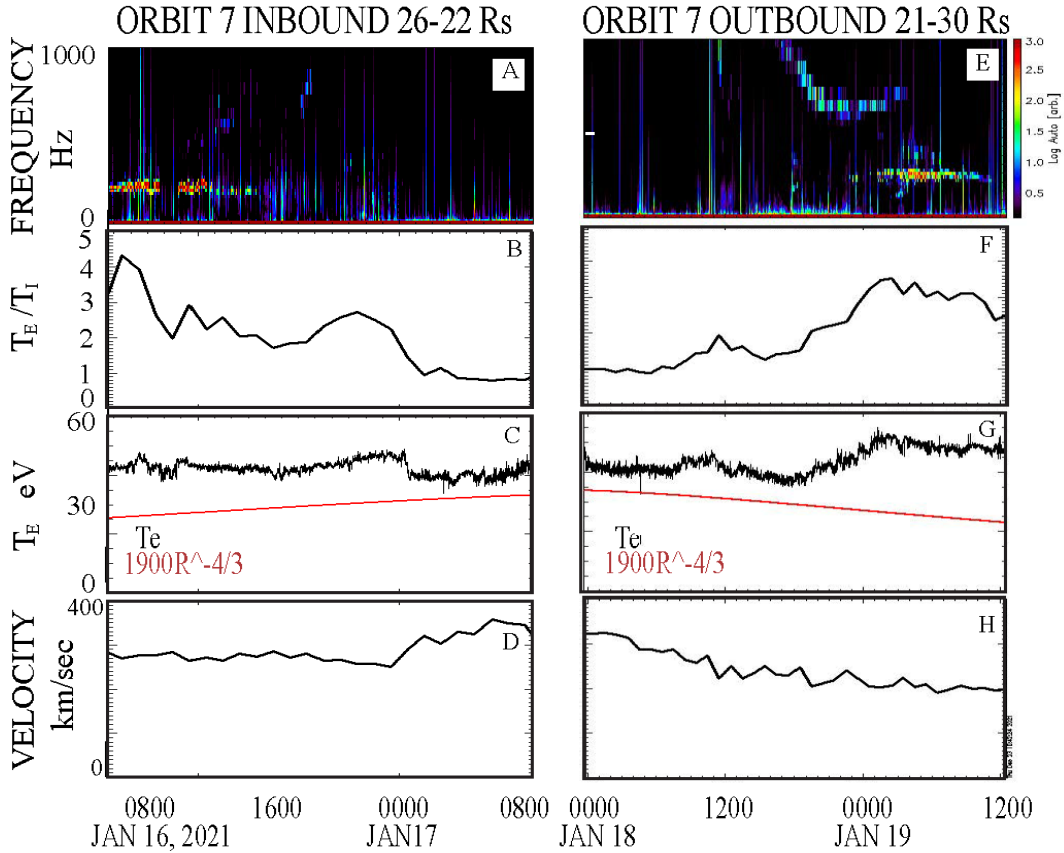 ORBIT 7 INBOUND 26-22 Rs
ORBIT 7 OUTBOUND 21-30 Rs
FREQUENCY
Hz
1000
0
A
E
3.0
2.5
2.0
1.5
1.0
0.5
Log Auto [arb.]
T_E /T_I
5
4
3
2
1
0
B
F
T_E eV
60
30
0
C
G
Te
1900R^-4/3
Te
1900R^-4/3
VELOCITY
km/sec
400
0
D
H
0800 1600 0000 0800
JAN 16, 2021 JAN17
0000 1200 0000 1200
JAN 18 JAN 19